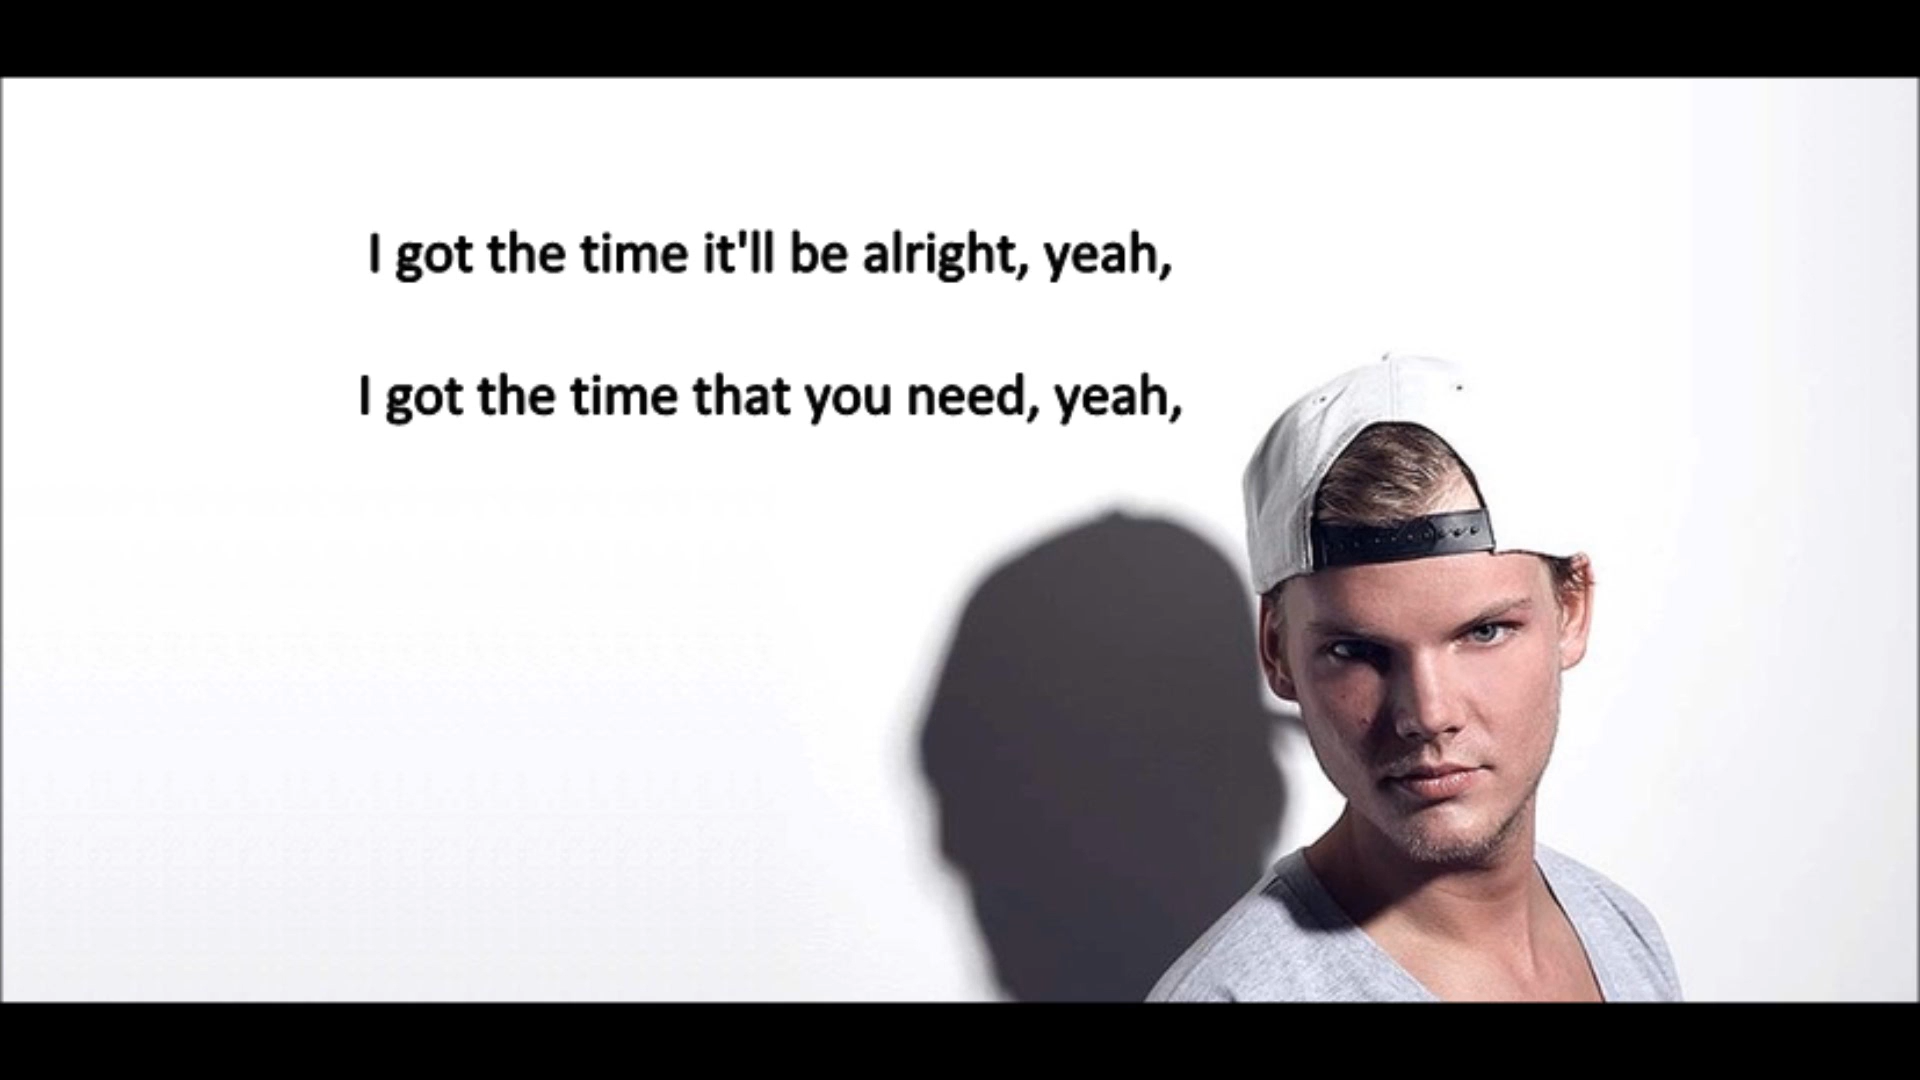 I got the time it'll be alright, yeah,
I got the time that you need, yeah,